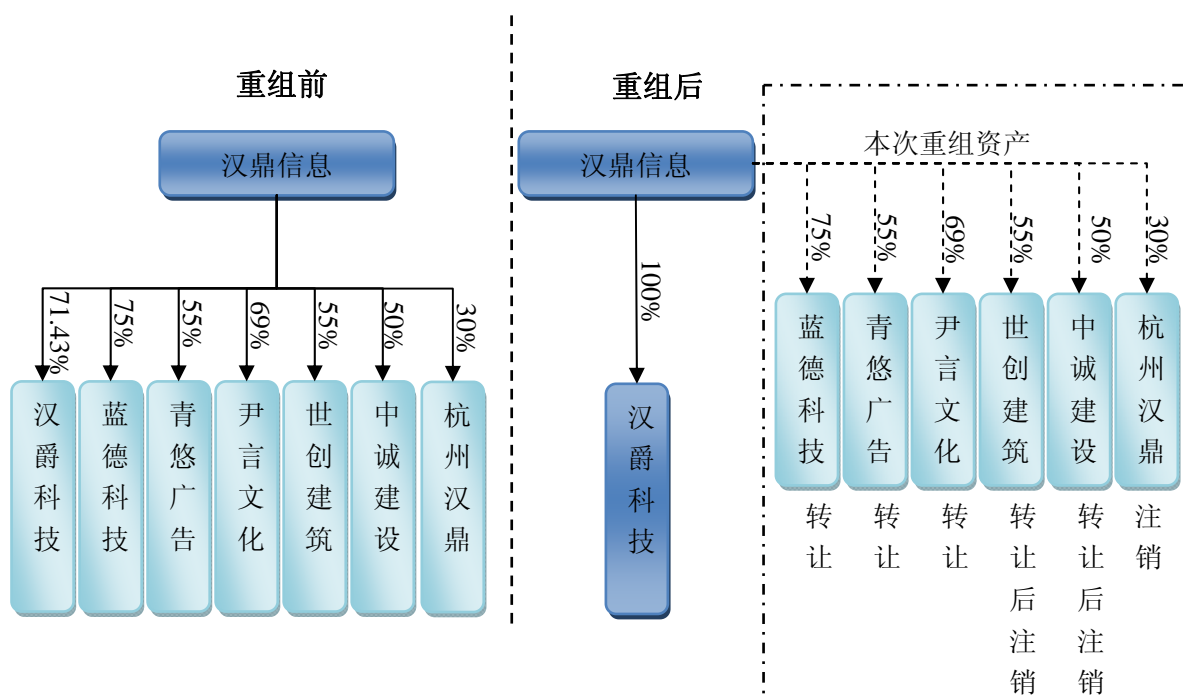 重组前
汉鼎信息
71.43%
75%
55%
69%
55%
50%
30%
汉爵科技
蓝德科技
青悠广告
尹言文化
世创建筑
中诚建设
杭州汉鼎
重组后
汉鼎信息
100%
汉爵科技
本次重组资产
75%
55%
69%
55%
50%
30%
蓝德科技
青悠广告
尹言文化
世创建筑
中诚建设
杭州汉鼎
转让
转让
转让
转让后注销
转让后注销
注销